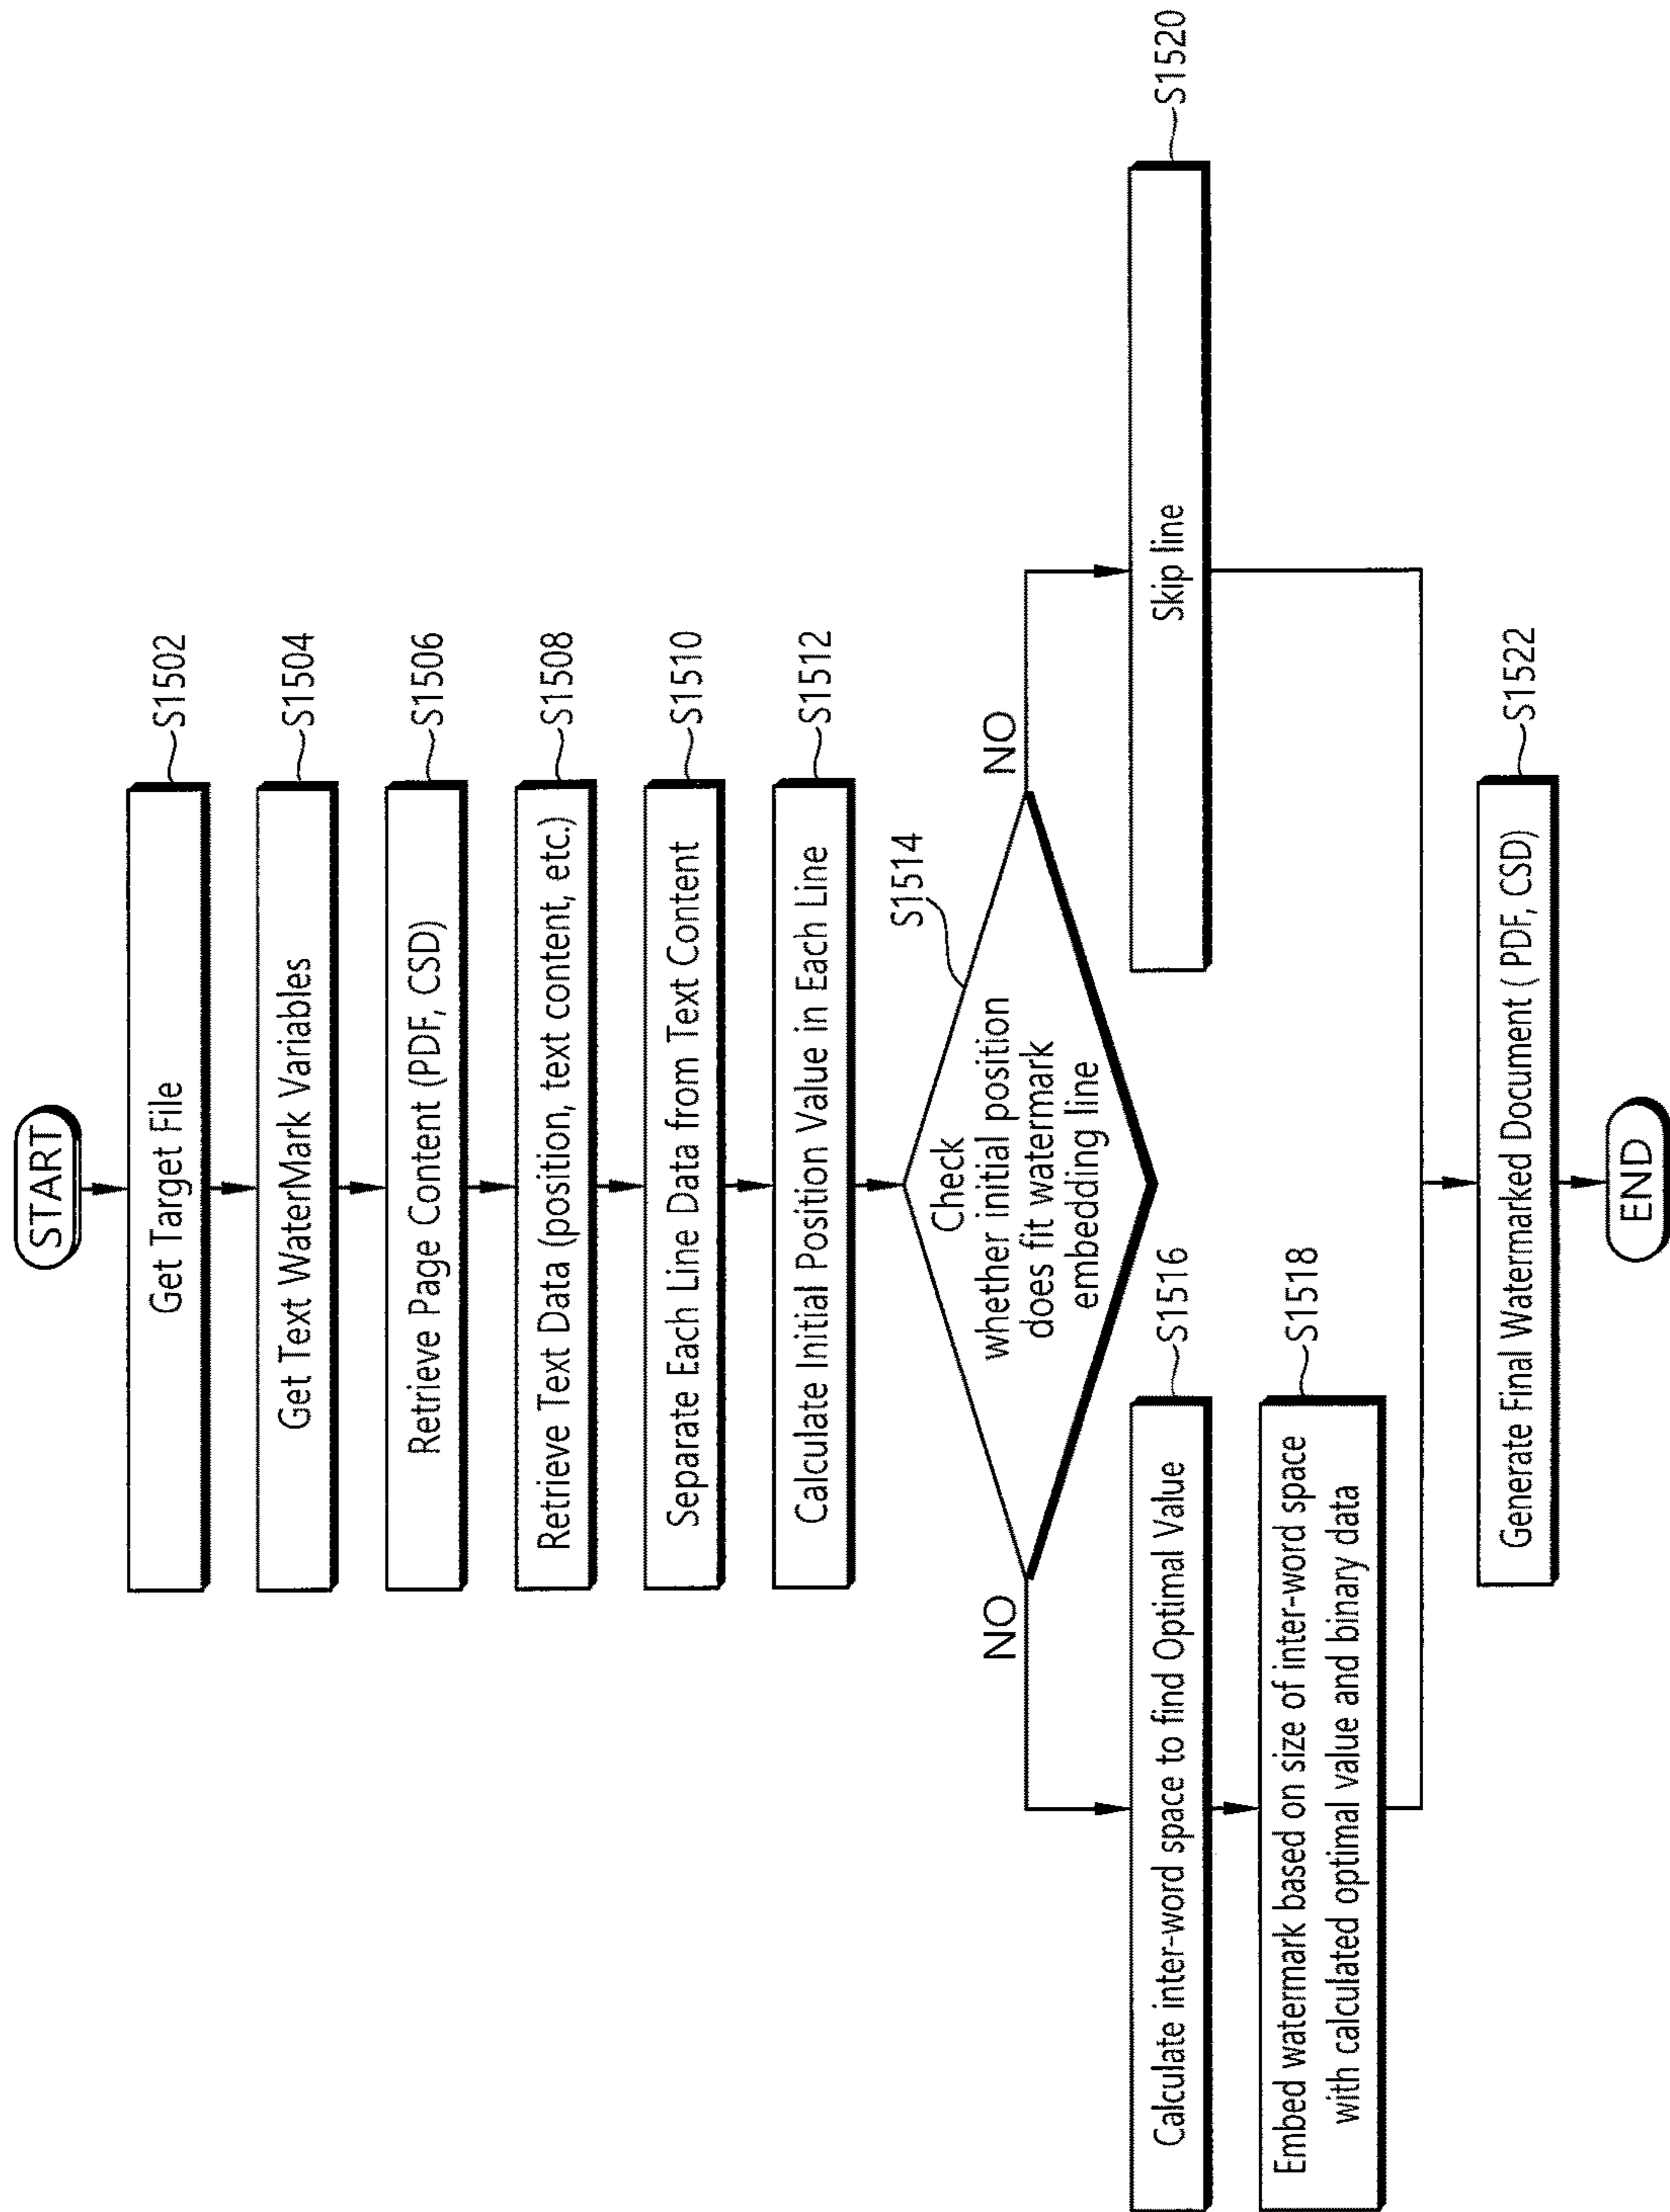 START
Get Target File
S1502
Get Text WaterMark Variables
S1504
Retrieve Page Content (PDF, CSD)
S1506
Retrieve Text Data (position, text content, etc.)
S1508
Separate Each Line Data from Text Content
S1510
Calculate Initial Position Value in Each Line
S1512
S1514
Check
whether initial position
does fit watermark
embedding line
NO
NO
Calculate inter-word space to find Optimal Value
S1516
Skip line
S1520
Embed watermark based on size of inter-word space
with calculated optimal value and binary data
S1518
Generate Final Watermarked Document ( PDF, CSD)
S1522
END